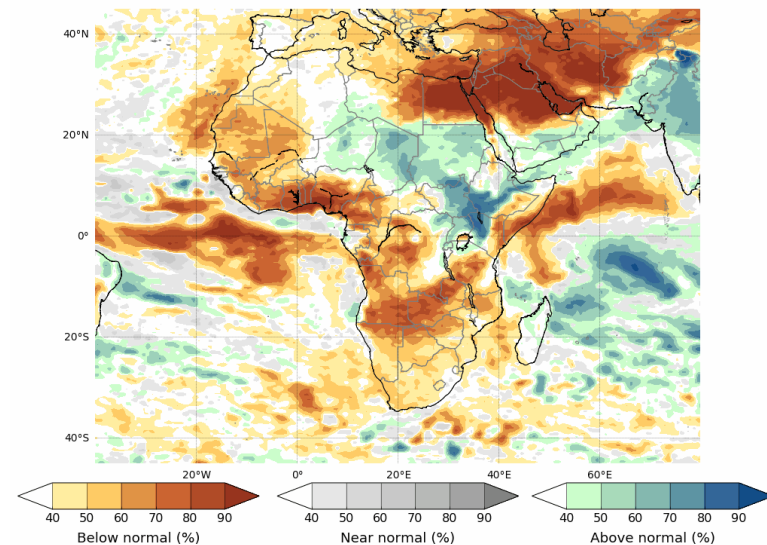 40°N
20°N
0°
20°S
40°S
20°W 0° 20°E 40°E 60°E
40 50 60 70 80 90 40 50 60 70 80 90 40 50 60 70 80 90
Below normal (%) Near normal (%) Above normal (%)